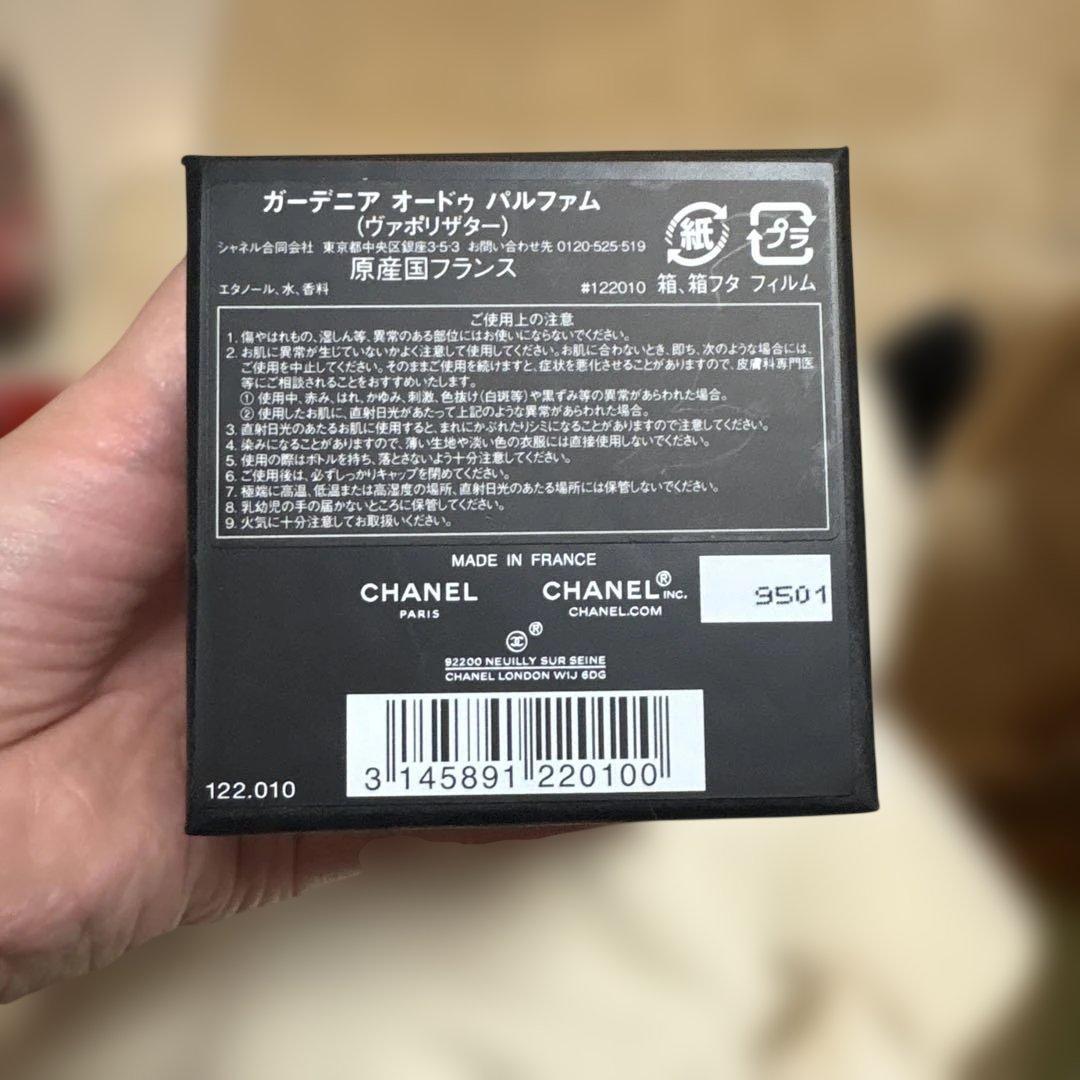 ガーデニア オードゥ パルファム
(ヴァポリザター)
シャネル合同会社 東京都中央区銀座3-5-3 お問い合わせ先 0120-525-519
原産国フランス
エタノール、水、香料
#122010
紙
箱、箱フタ
プラ
フィルム
ご使用上の注意
1. 傷やはれもの、湿しん等、異常のある部位にはお使いにならないでください。
2. お肌に異常が生じていないかよく注意して使用してください。お肌に合わないとき、即ち、次のような場合には、
ご使用を中止してください。そのままご使用を続けますと、症状を悪化させることがありますので、皮膚科専門医
等にご相談されることをおすすめいたします。
① 使用中、赤み、はれ、かゆみ、刺激、色抜け(白斑等)や黒ずみ等の異常があらわれた場合。
② 使用したお肌に、直射日光があたって上記のような異常があらわれた場合。
3. 直射日光のあたるお肌に使用すると、まれにかぶれたりシミになることがありますので注意してください。
4. 染みになることがありますので、薄い生地や淡い色の衣服には直接使用しないでください。
5. 使用の際はボトルを持ち、落とさないよう十分注意してください。
6. ご使用後は、必ずしっかりキャップを閉めてください。
7. 極端に高温、低温または高湿度の場所、直射日光のあたる場所には保管しないでください。
8. 乳幼児の手の届かないところに保管してください。
9. 火気に十分注意してお取扱いください。
MADE IN FRANCE
CHANEL
PARIS
CHANEL® INC.
CHANEL.COM
9501
®
92200 NEUILLY SUR SEINE
CHANEL LONDON W1J 6DG
3 145891 220100
122.010